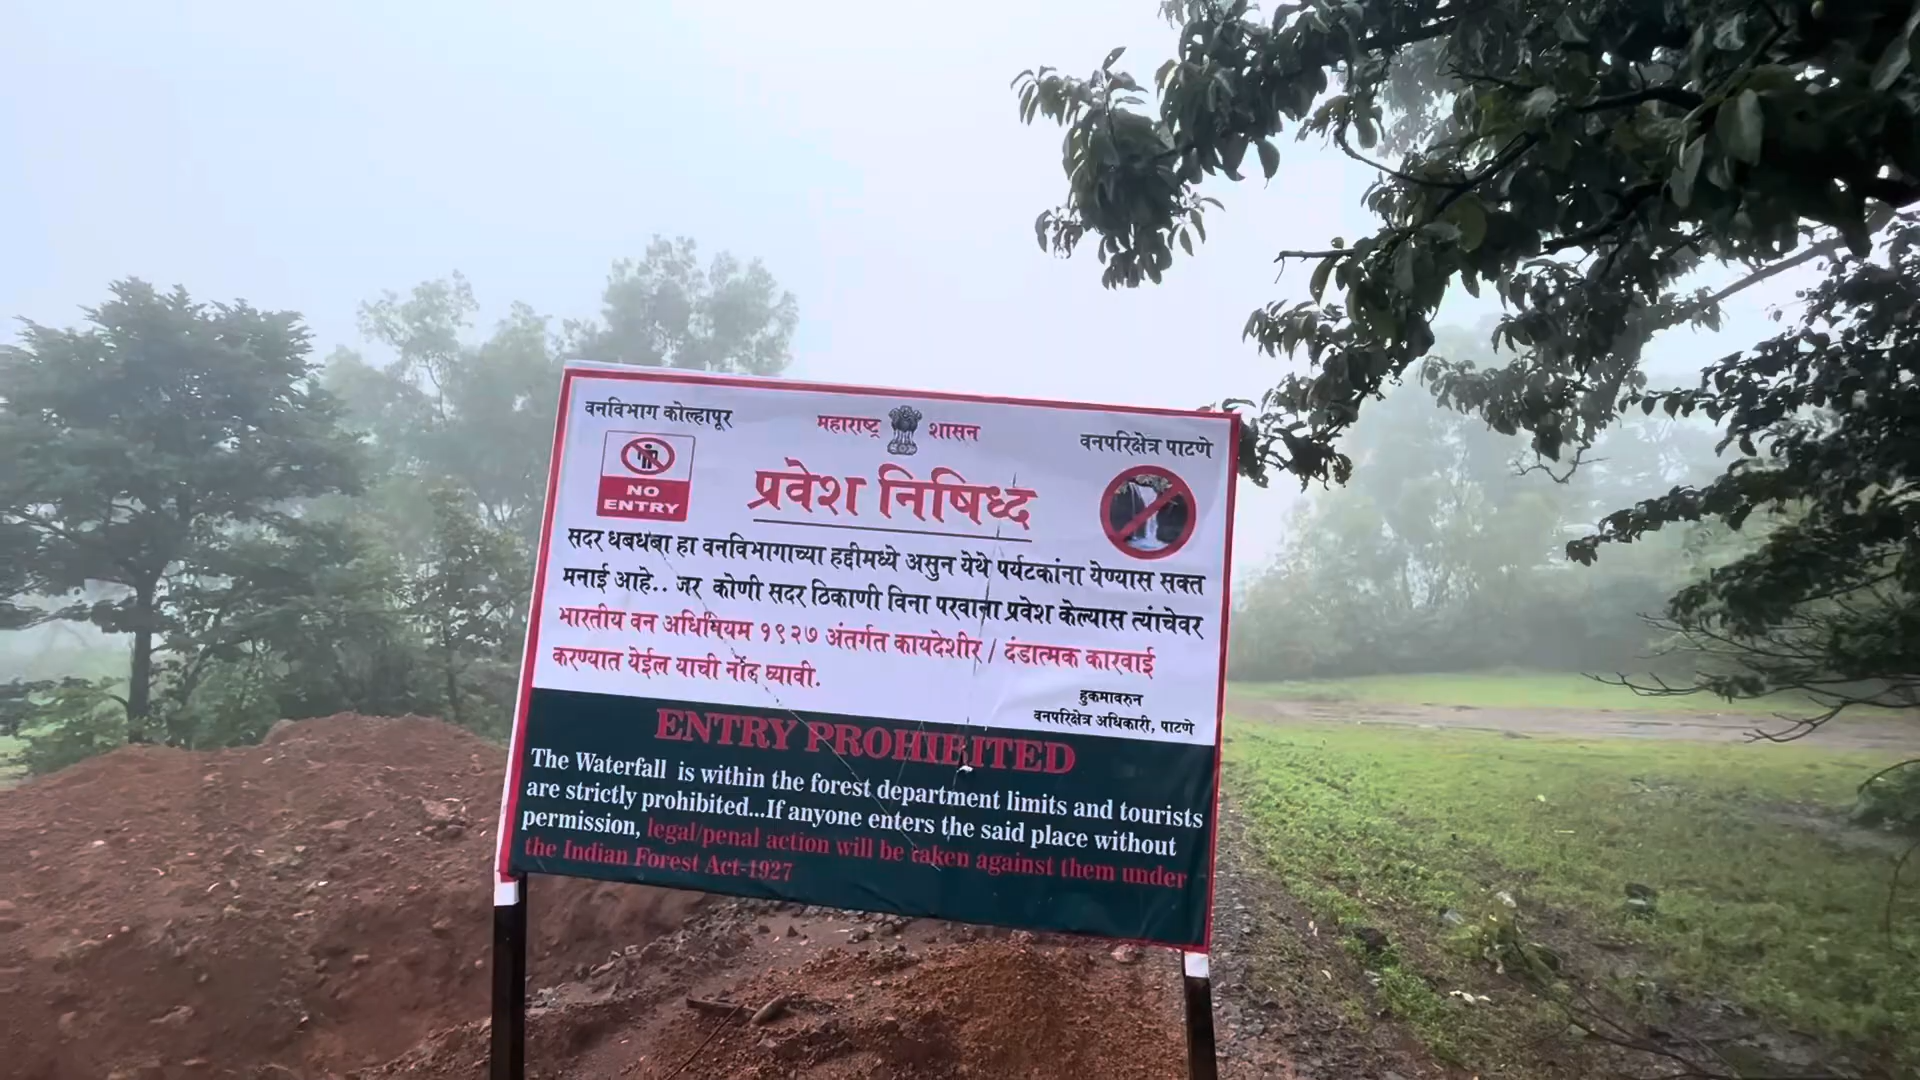 वनविभाग कोल्हापूर
महाराष्ट्र शासन
वनपरिक्षेत्र पाटणे
NO
ENTRY
प्रवेश निषिध्द
सदर धबधबा हा वनविभागाच्या हद्दीमध्ये असुन येथे पर्यटकांना येण्यास सक्त
मनाई आहे.. जर कोणी सदर ठिकाणी विना परवाना प्रवेश केल्यास त्यांचेवर
भारतीय वन अधिनियम १९२७ अंतर्गत कायदेशीर / दंडात्मक कारवाई
करण्यात येईल याची नोंद घ्यावी.
हुकमावरुन
वनपरिक्षेत्र अधिकारी, पाटणे
ENTRY PROHIBITED
The Waterfall is within the forest department limits and tourists
are strictly prohibited...If anyone enters the said place without
permission, legal/penal action will be taken against them under
the Indian Forest Act-1927